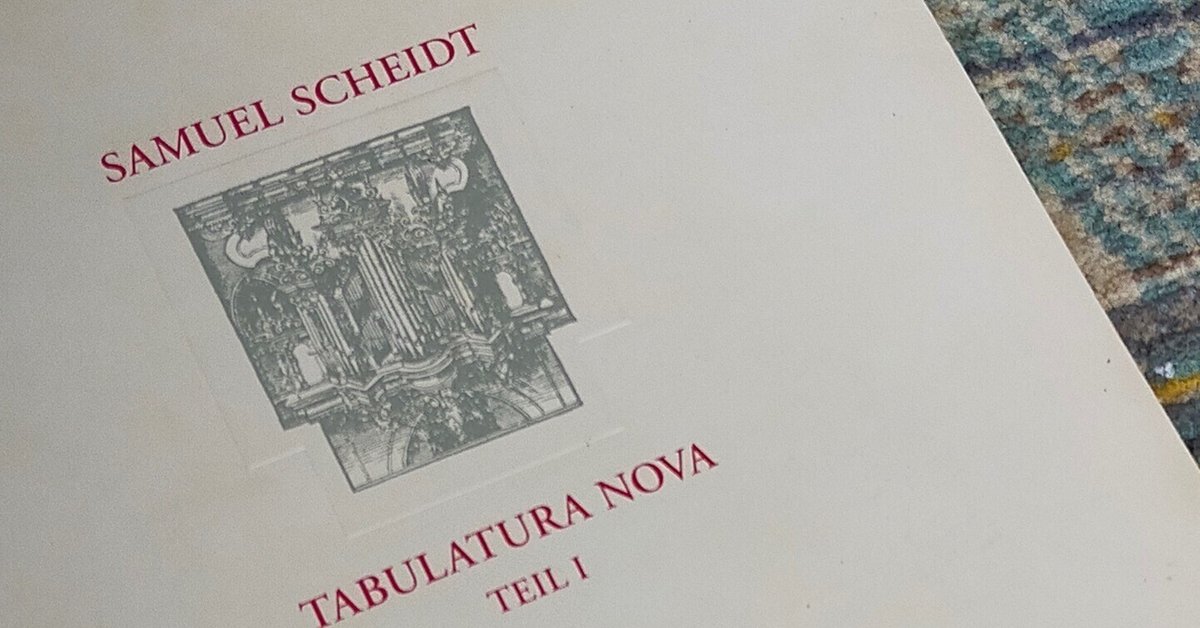 SAMUEL SCHEIDT
TABULATURA NOVA
TEIL I